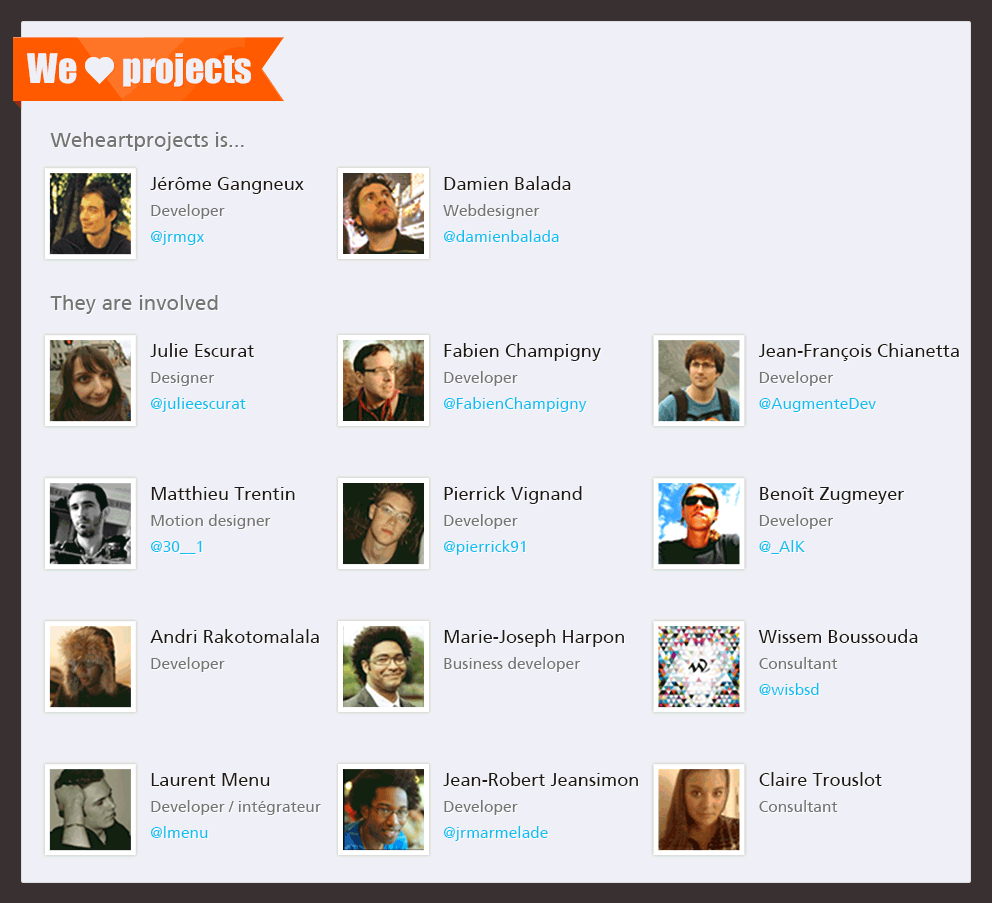 We ♥ projects
Weheartprojects is...
Jérôme Gangneux
Developer
@jrmgx
Damien Balada
Webdesigner
@damienbalada
They are involved
Julie Escurat
Designer
@julieescurat
Fabien Champigny
Developer
@FabienChampigny
Jean-François Chianetta
Developer
@AugmenteDev
Matthieu Trentin
Motion designer
@30__1
Pierrick Vignand
Developer
@pierrick91
Benoît Zugmeyer
Developer
@_AlK
Andri Rakotomalala
Developer
Marie-Joseph Harpon
Business developer
Wissem Boussouda
Consultant
@wisbsd
Laurent Menu
Developer / intégrateur
@lmenu
Jean-Robert Jeansimon
Developer
@jrmarmelade
Claire Trouslot
Consultant